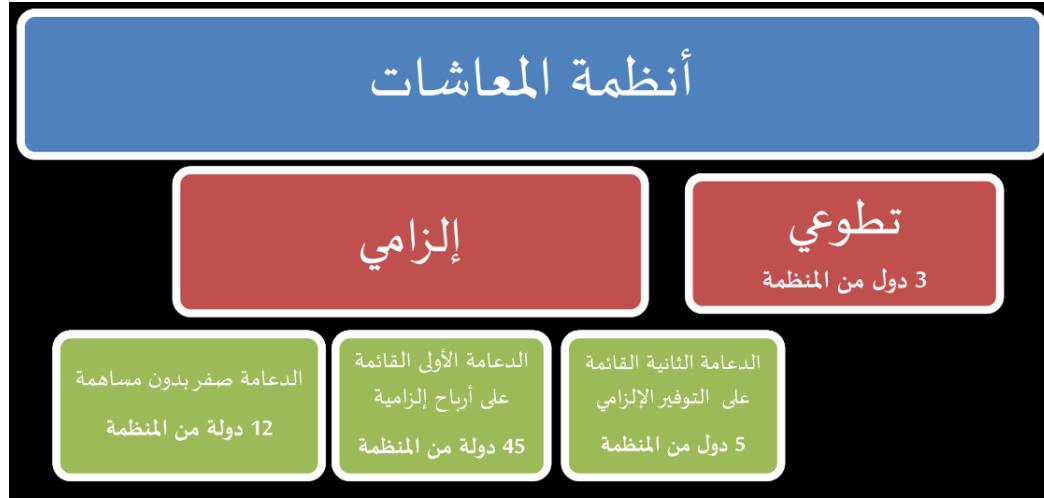 أنظمة المعاشات
تطوعي
3 دول من المنظمة
إلزامي
الدعامة الثانية القائمة
على التوفير الإلزامي
5 دول من المنظمة
الدعامة الأولى القائمة
على أرباح إلزامية
45 دولة من المنظمة
الدعامة صفر بدون مساهمة
12 دولة من المنظمة